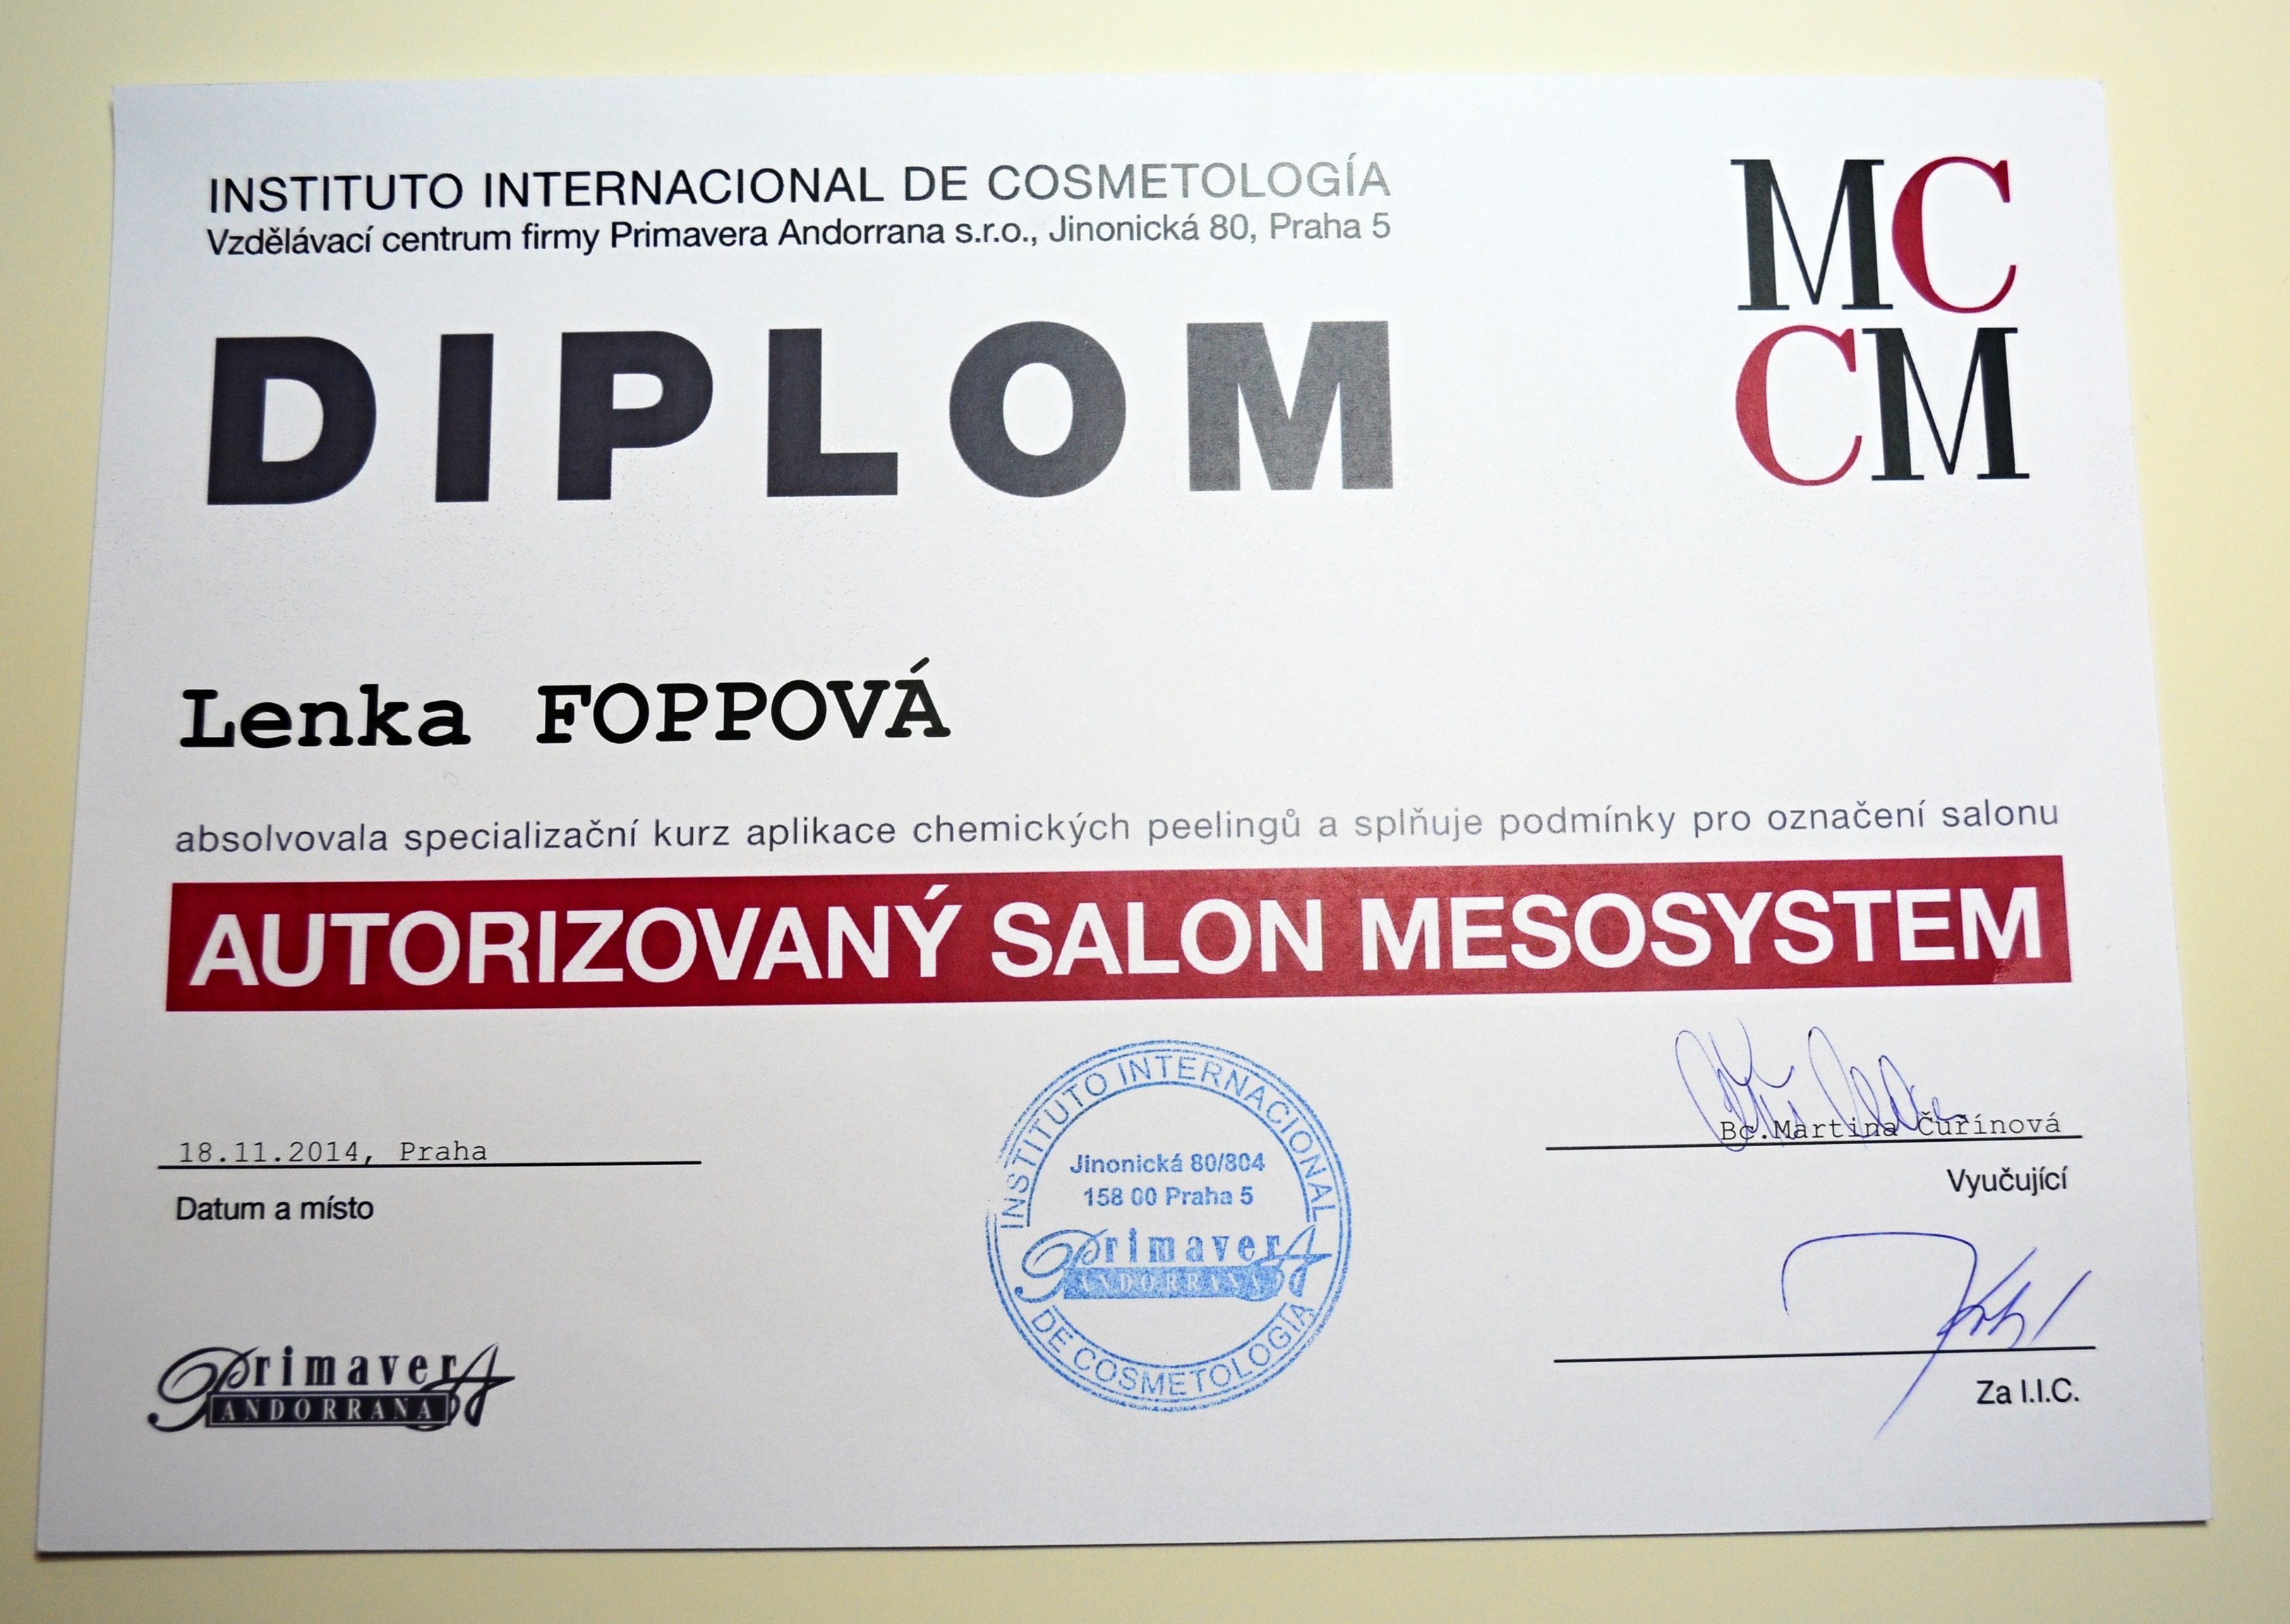 INSTITUTO INTERNACIONAL DE COSMETOLOGÍA
Vzdělávací centrum firmy Primavera Andorrana s.r.o., Jinonická 80, Praha 5
MC
CM
DIPLOM
Lenka FOPPOVÁ
absolvovala specializační kurz aplikace chemických peelingů a splňuje podmínky pro označení salonu
AUTORIZOVANÝ SALON MESOSYSTEM
18.11.2014, Praha
Datum a místo
INSTITUTO INTERNACIONAL
Jinonická 80/804
158 00 Praha 5
PrimaverA
ANDORRANA
DE COSMETOLOGÍA
Bc.Martina Čuřínová
Vyučující
Za I.I.C.
PrimaverA
ANDORRANA